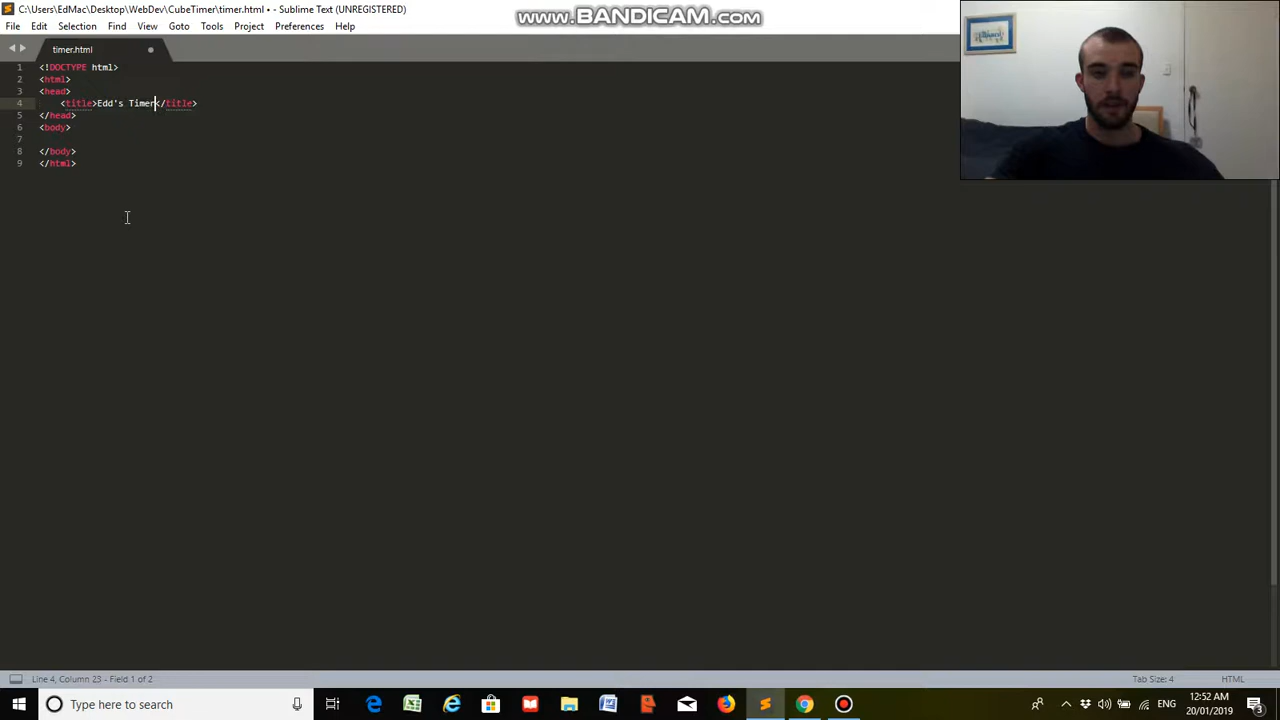 C:\Users\EdMac\Desktop\WebDev\CubeTimer\timer.html • - Sublime Text (UNREGISTERED)
www.BANDICAM.com
File Edit Selection Find View Goto Tools Project Preferences Help
timer.html
1 <!DOCTYPE html>
2 <html>
3 <head>
4 <title>Edd's Timer</title>
5 </head>
6 <body>
7
8 </body>
9 </html>
Line 4, Column 23 - Field 1 of 2
Tab Size: 4
HTML
Type here to search
ENG
12:52 AM
20/01/2019